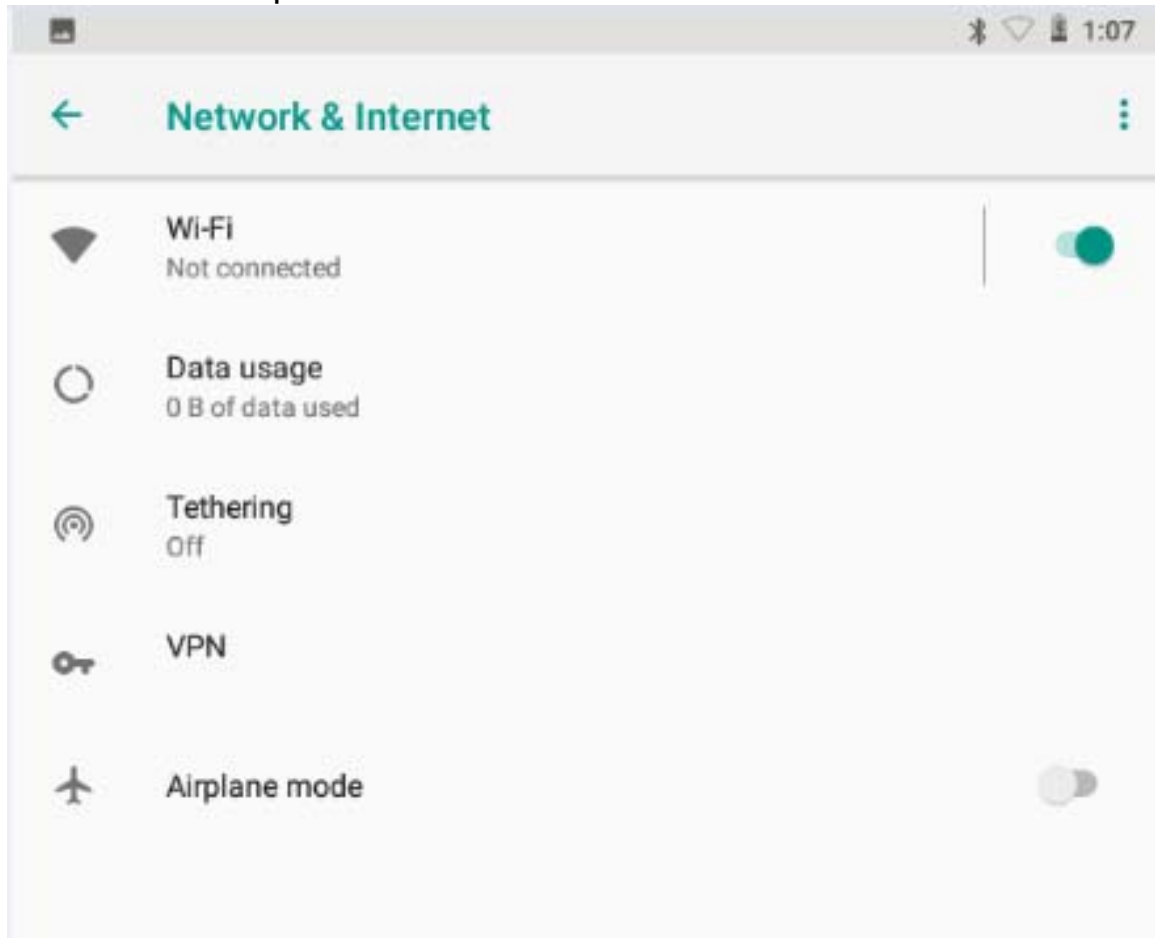 1:07
Network & Internet
Wi-Fi
Not connected
Data usage
0 B of data used
Tethering
Off
VPN
Airplane mode